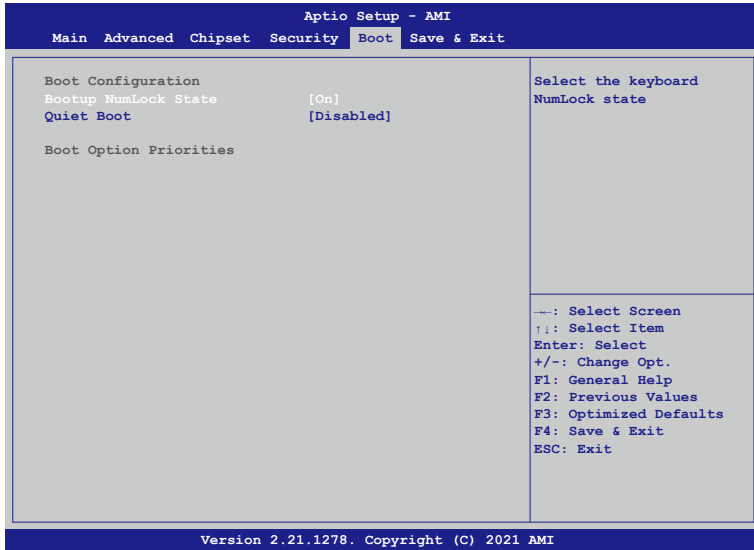 Aptio Setup - AMI
Main Advanced Chipset Security Boot Save & Exit
Boot Configuration
Bootup NumLock State [On]
Quiet Boot [Disabled]
Boot Option Priorities
Select the keyboard
NumLock state
→←: Select Screen
↑↓: Select Item
Enter: Select
+/-: Change Opt.
F1: General Help
F2: Previous Values
F3: Optimized Defaults
F4: Save & Exit
ESC: Exit
Version 2.21.1278. Copyright (C) 2021 AMI